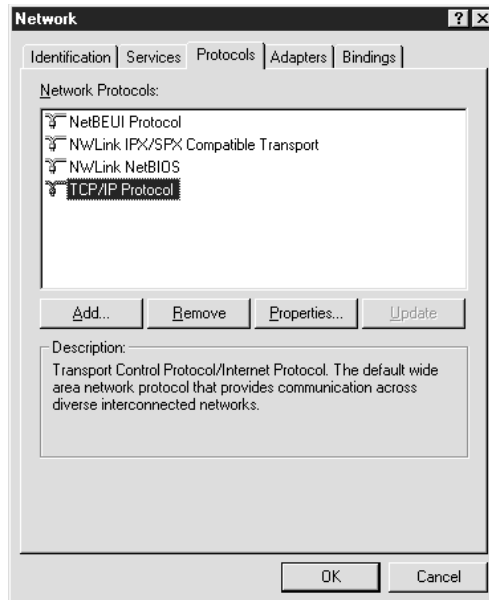 Network
Identification Services Protocols Adapters Bindings
Network Protocols:
NetBEUI Protocol
NWLink IPX/SPX Compatible Transport
NWLink NetBIOS
TCP/IP Protocol
Add... Remove Properties... Update
Description:
Transport Control Protocol/Internet Protocol. The default wide
area network protocol that provides communication across
diverse interconnected networks.
OK Cancel